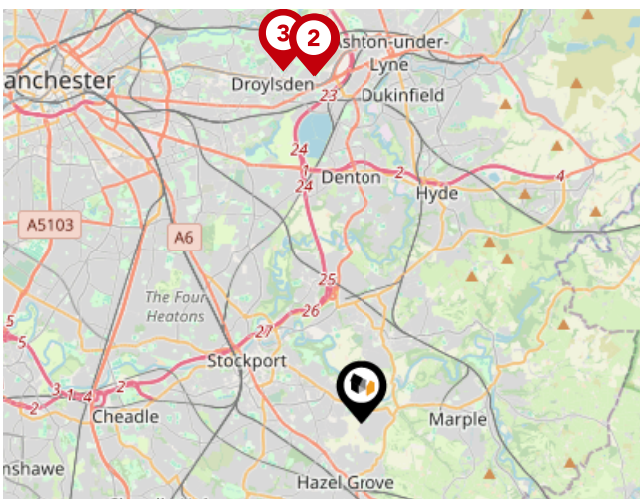 3
2
Ashton-under-
Lyne
anchester
Droylsden
23
Dukinfield
24
1
24
Denton
2
Hyde
4
A5103
A6
The Four
Heatons
25
26
27
5
5
Stockport
3
1
4
2
2
Cheadle
Marple
nshawe
Hazel Grove